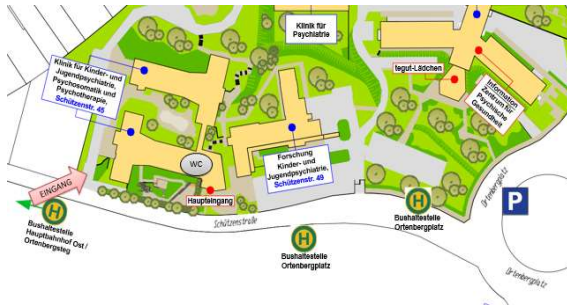 Klinik für
Psychiatrie
Klinik für Kinder- und
Jugendpsychiatrie,
Psychosomatik und
Psychotherapie,
Schützenstr. 45
tegut-Lädchen
Information
Zentrum für
Psychische
Gesundheit
WC
Forschung
Kinder- und
Jugendpsychiatrie,
Schützenstr. 49
EINGANG
Haupteingang
H
Bushaltestelle
Hauptbahnhof Ost /
Ortenbergsteg
Schützenstraße
H
Bushaltestelle
Ortenbergplatz
H
Bushaltestelle
Ortenbergplatz
P
Ortenbergplatz
Ortenbergplatz